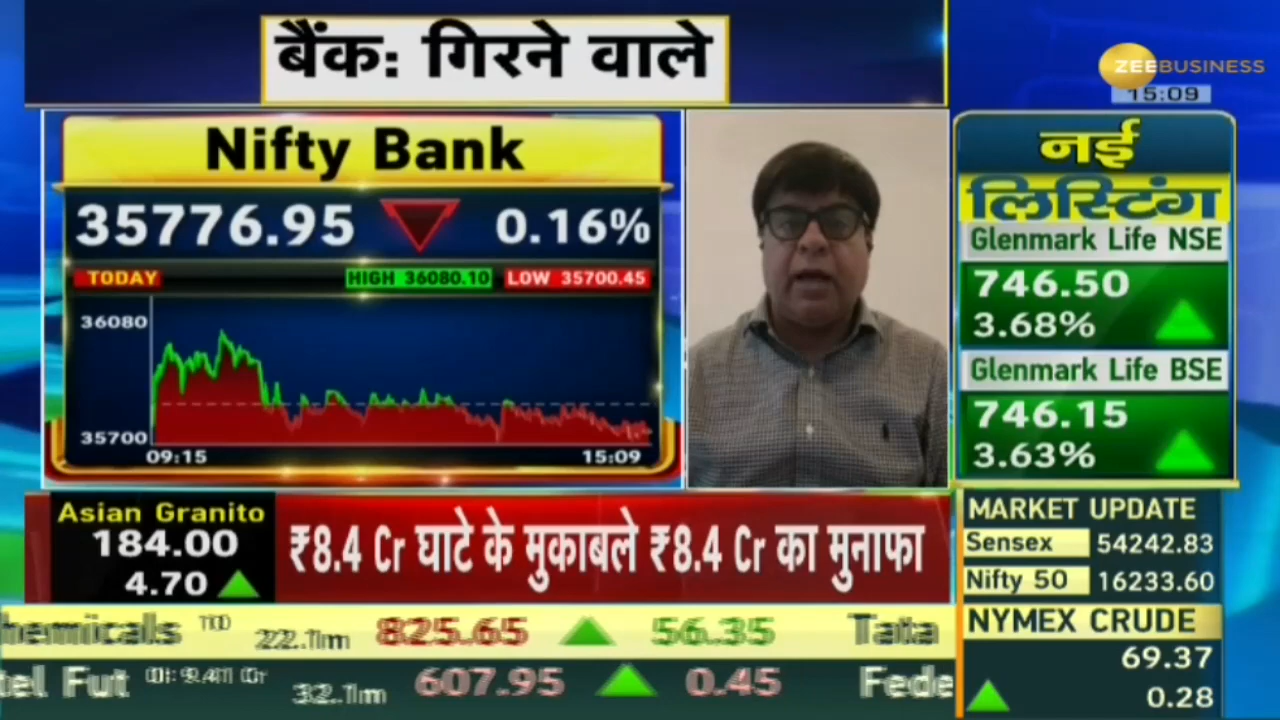 बैंक: गिरने वाले
ZEEBUSINESS
15:09
Nifty Bank
35776.95 0.16%
TODAY HIGH 36080.10 LOW 35700.45
36080
35700
09:15 15:09
नई
लिस्टिंग
Glenmark Life NSE
746.50
3.68%
Glenmark Life BSE
746.15
3.63%
Asian Granito
184.00
4.70
₹8.4 Cr घाटे के मुकाबले ₹8.4 Cr का मुनाफा
MARKET UPDATE
Sensex 54242.83
Nifty 50 16233.60
NYMEX CRUDE
69.37
0.28
hemicals 22.1m 825.65 56.35 Tata
tel Fut 32.1m 607.95 0.45 Fede